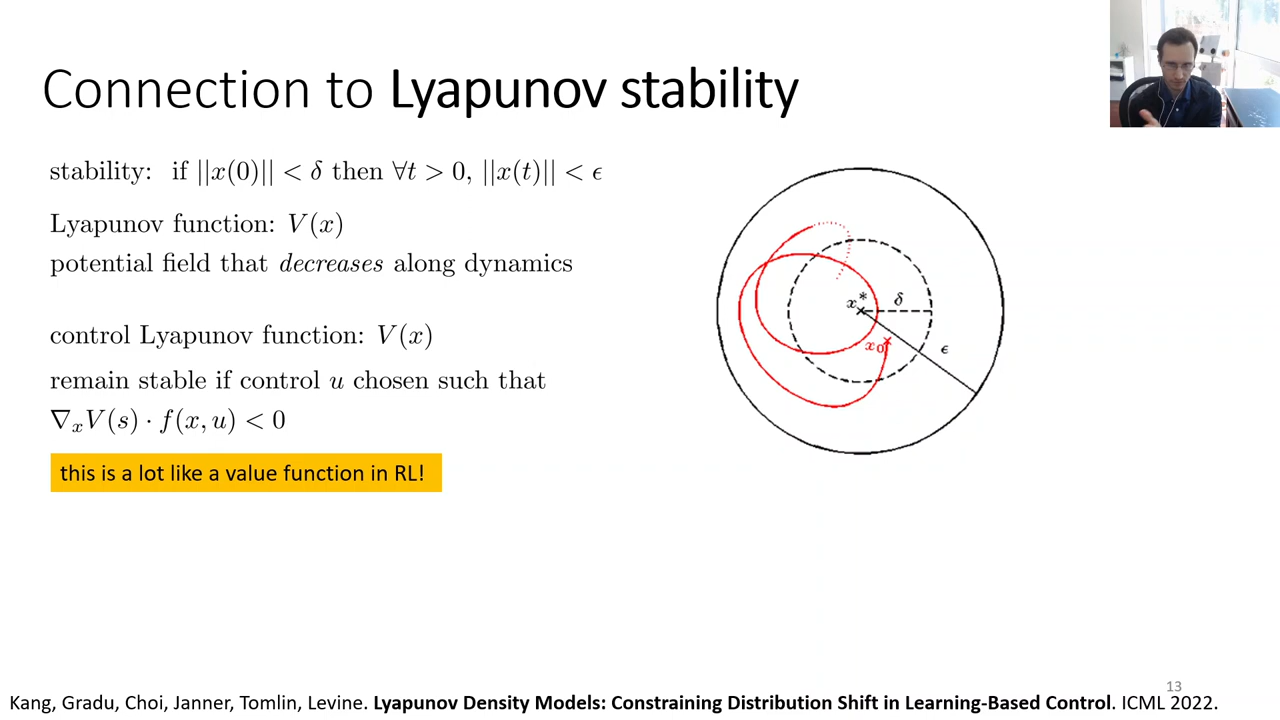 Connection to Lyapunov stability
stability: if ||x(0)|| < δ then ∀t > 0, ||x(t)|| < ϵ
Lyapunov function: V(x)
potential field that decreases along dynamics
control Lyapunov function: V(x)
remain stable if control u chosen such that
∇ₓV(s) · f(x, u) < 0
this is a lot like a value function in RL!
x*
δ
x₀
ϵ
13
Kang, Gradu, Choi, Janner, Tomlin, Levine. Lyapunov Density Models: Constraining Distribution Shift in Learning-Based Control. ICML 2022.